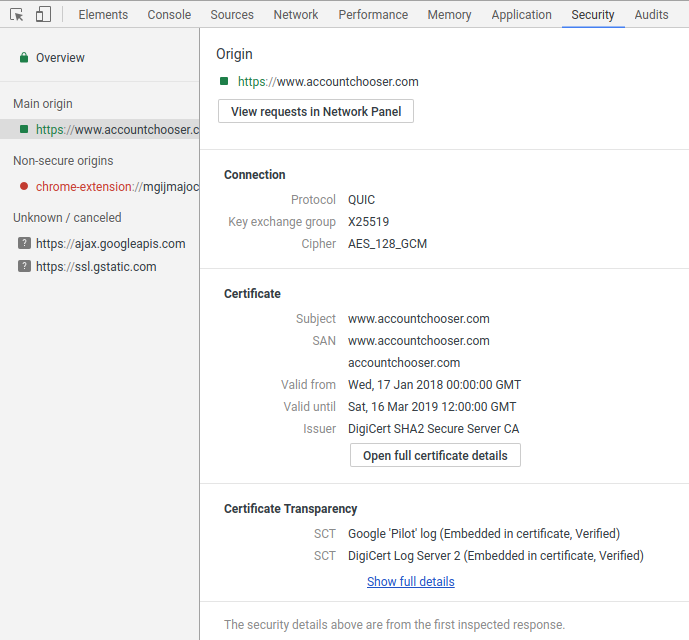 Elements Console Sources Network Performance Memory Application Security Audits
Overview
Main origin
https://www.accountchooser.c
Non-secure origins
chrome-extension://mgijmajoc
Unknown / canceled
? https://ajax.googleapis.com
? https://ssl.gstatic.com
Origin
https://www.accountchooser.com
View requests in Network Panel
Connection
Protocol QUIC
Key exchange group X25519
Cipher AES_128_GCM
Certificate
Subject www.accountchooser.com
SAN www.accountchooser.com
accountchooser.com
Valid from Wed, 17 Jan 2018 00:00:00 GMT
Valid until Sat, 16 Mar 2019 12:00:00 GMT
Issuer DigiCert SHA2 Secure Server CA
Open full certificate details
Certificate Transparency
SCT Google 'Pilot' log (Embedded in certificate, Verified)
SCT DigiCert Log Server 2 (Embedded in certificate, Verified)
Show full details
The security details above are from the first inspected response.